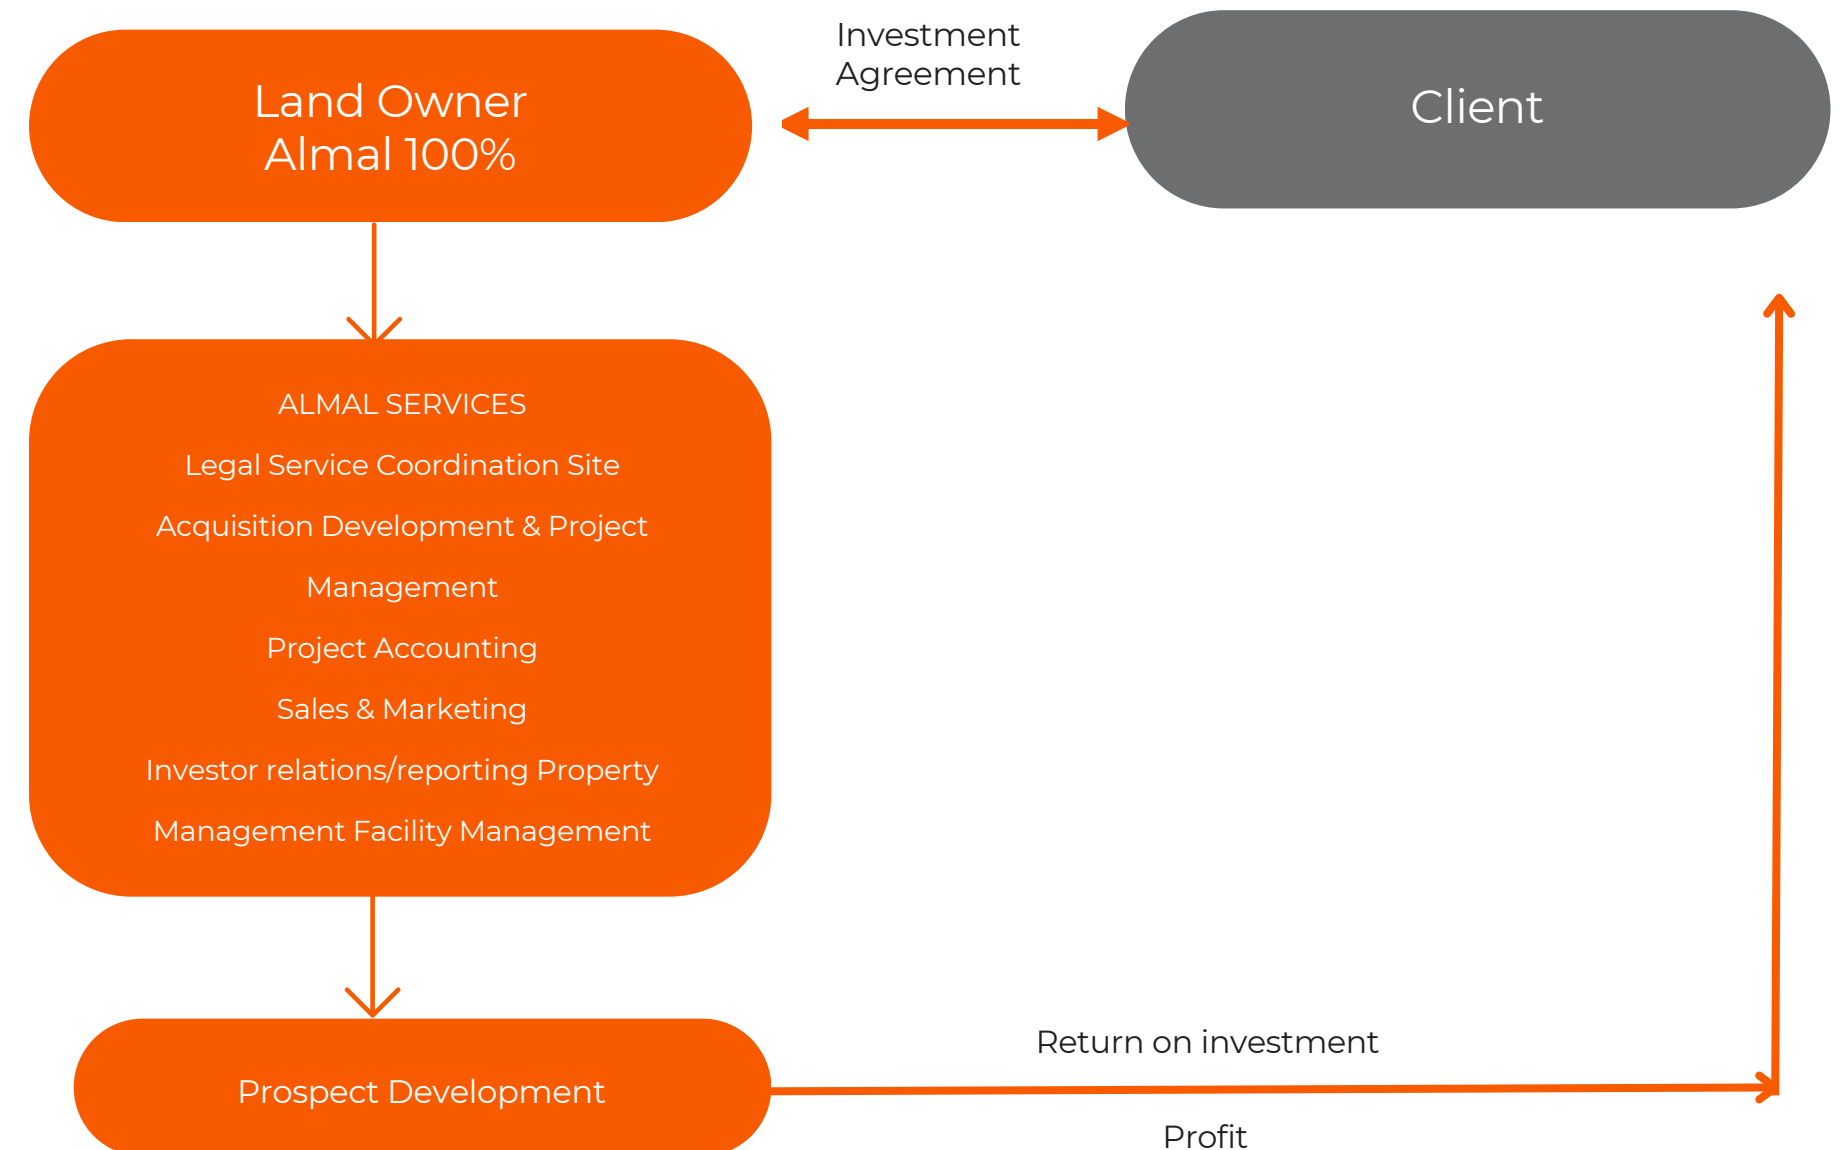 Land Owner
Almal 100%
Investment
Agreement
Client
ALMAL SERVICES
Legal Service Coordination Site
Acquisition Development & Project
Management
Project Accounting
Sales & Marketing
Investor relations/reporting Property
Management Facility Management
Prospect Development
Return on investment
Profit